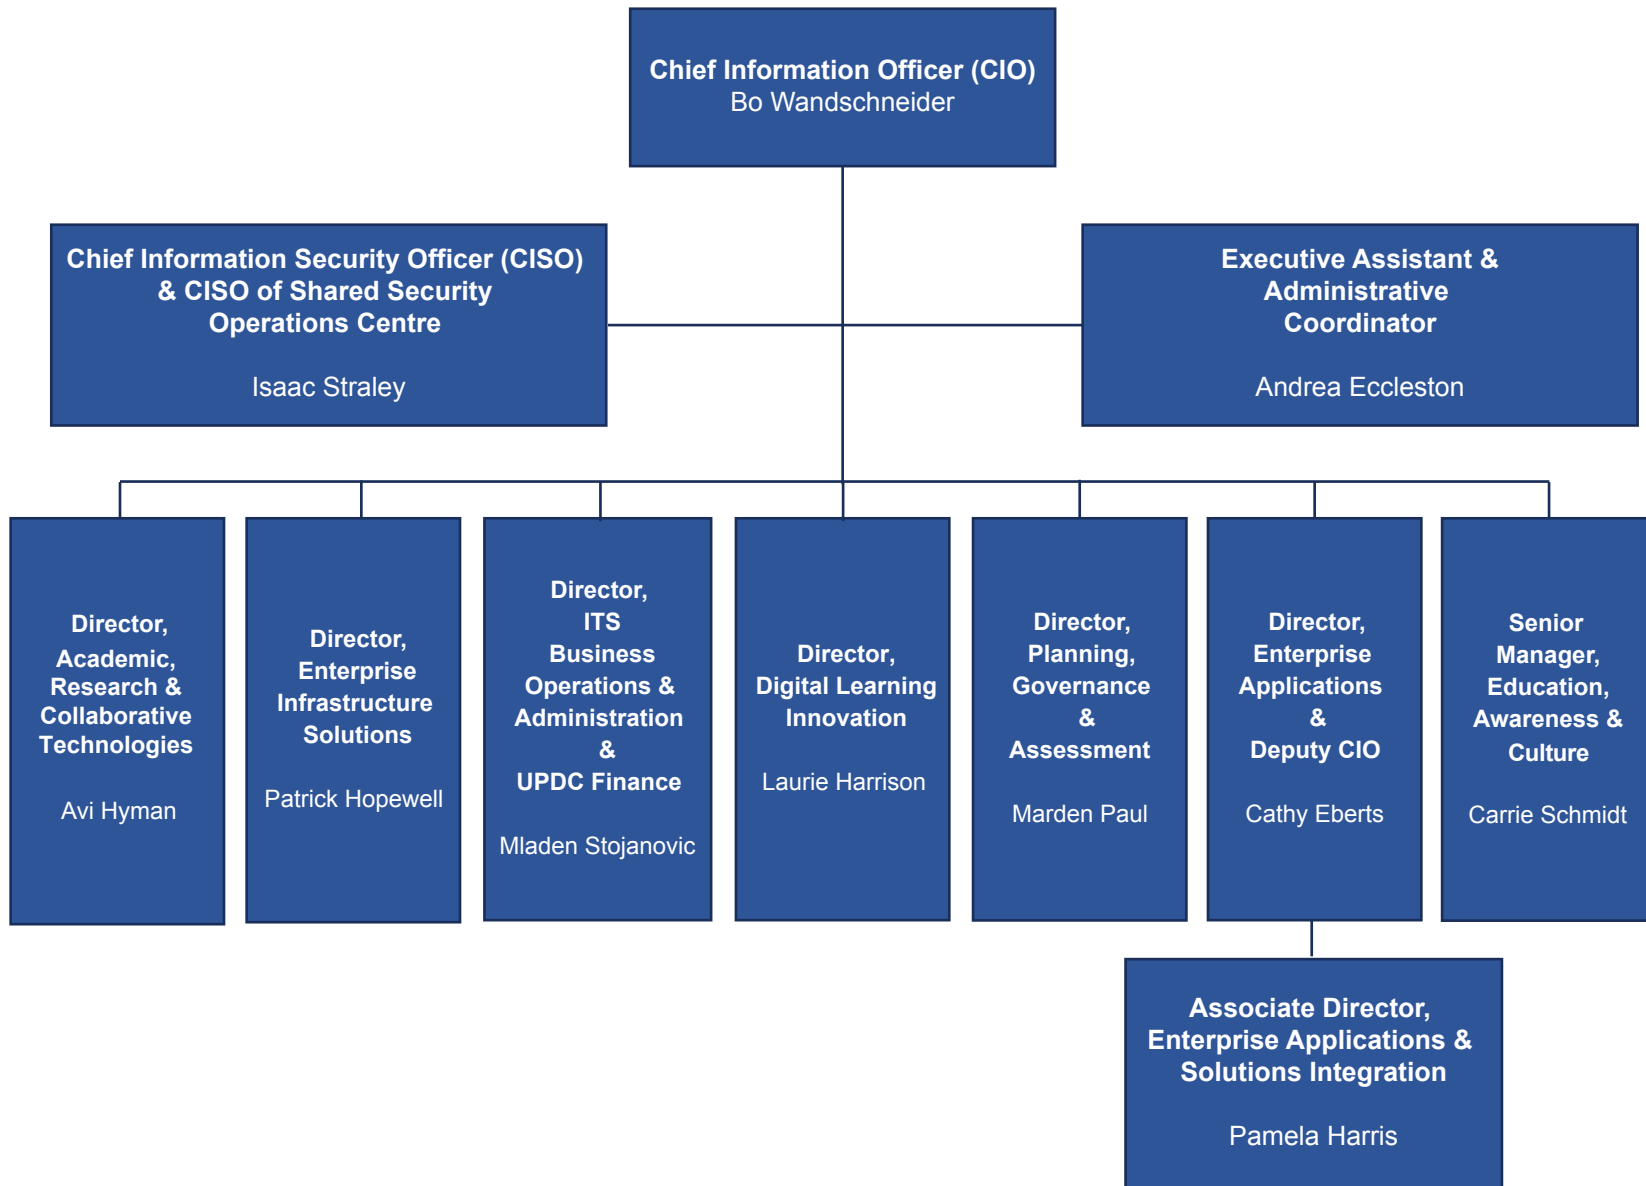 Chief Information Officer (CIO)
Bo Wandschneider
Chief Information Security Officer (CISO)
& CISO of Shared Security
Operations Centre
Isaac Straley
Executive Assistant &
Administrative
Coordinator
Andrea Eccleston
Director,
Academic,
Research &
Collaborative
Technologies
Avi Hyman
Director,
Enterprise
Infrastructure
Solutions
Patrick Hopewell
Director,
ITS
Business
Operations &
Administration
&
UPDC Finance
Mladen Stojanovic
Director,
Digital Learning
Innovation
Laurie Harrison
Director,
Planning,
Governance
&
Assessment
Marden Paul
Director,
Enterprise
Applications
&
Deputy CIO
Cathy Eberts
Senior
Manager,
Education,
Awareness &
Culture
Carrie Schmidt
Associate Director,
Enterprise Applications &
Solutions Integration
Pamela Harris